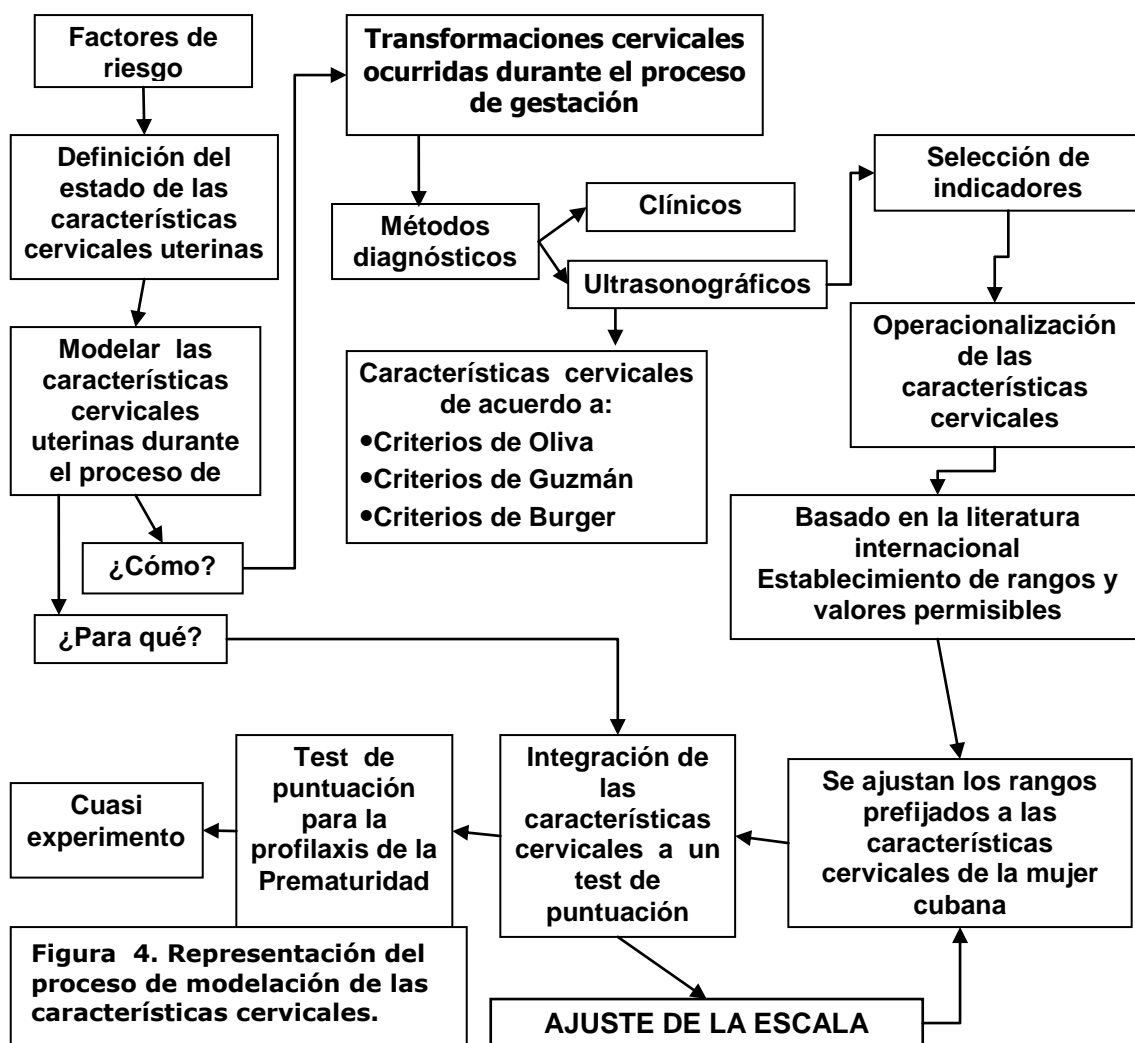 Factores de
riesgo
Definición del
estado de las
características
cervicales uterinas
Modelar las
características
cervicales
uterinas durante
el proceso de
¿Cómo?
¿Para qué?
Transformaciones cervicales
ocurridas durante el proceso
de gestación
Métodos
diagnósticos
Clínicos
Ultrasonográficos
Características cervicales
de acuerdo a:
•Criterios de Oliva
•Criterios de Guzmán
•Criterios de Burger
Selección de
indicadores
Operacionalización
de las
características
cervicales
Basado en la literatura
internacional
Establecimiento de rangos y
valores permisibles
Se ajustan los rangos
prefijados a las
características
cervicales de la mujer
cubana
Integración de
las
características
cervicales a un
test de
puntuación
Test de
puntuación
para la
profilaxis de la
Prematuridad
Cuasi
experimento
AJUSTE DE LA ESCALA
Figura 4. Representación del
proceso de modelación de las
características cervicales.